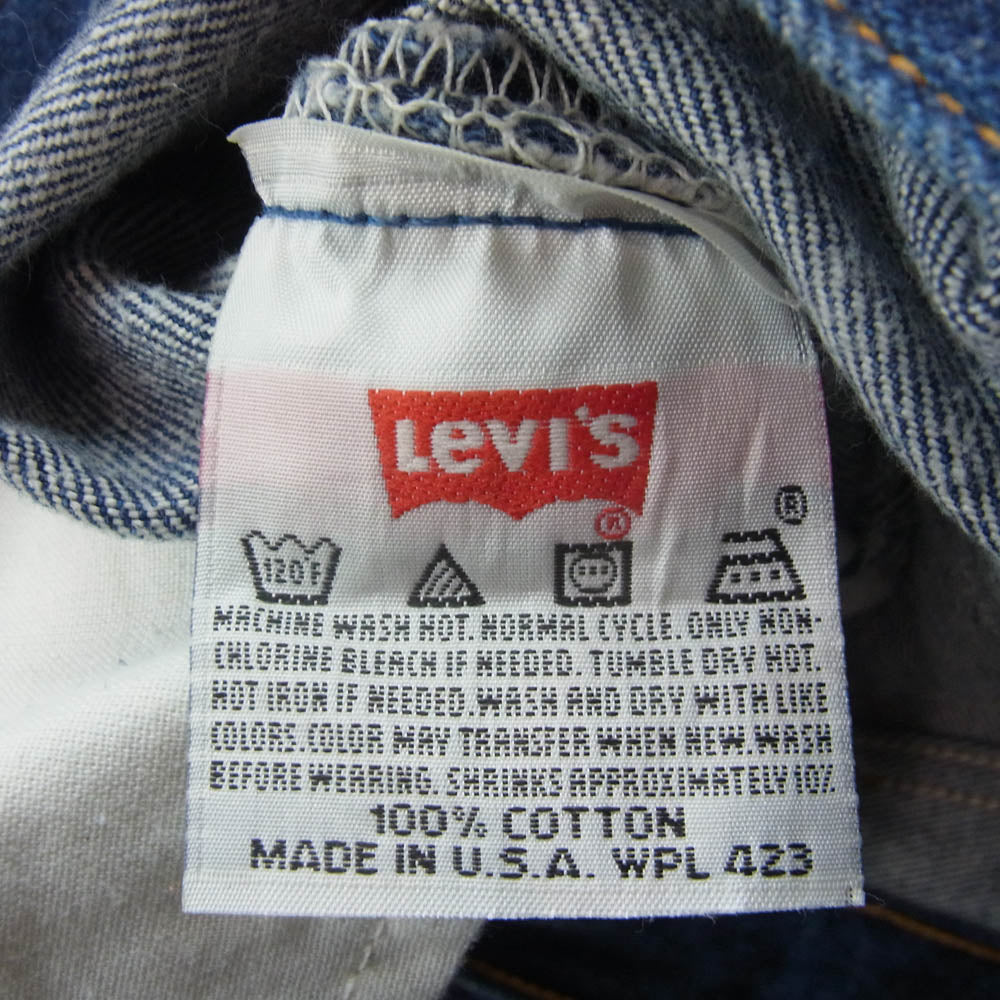 Levi's
®
®
120°F
MACHINE WASH HOT. NORMAL CYCLE. ONLY NON-
CHLORINE BLEACH IF NEEDED. TUMBLE DRY HOT.
HOT IRON IF NEEDED. WASH AND DRY WITH LIKE
COLORS. COLOR MAY TRANSFER WHEN NEW. WASH
BEFORE WEARING. SHRINKS APPROXIMATELY 10%
100% COTTON
MADE IN U.S.A. WPL 423